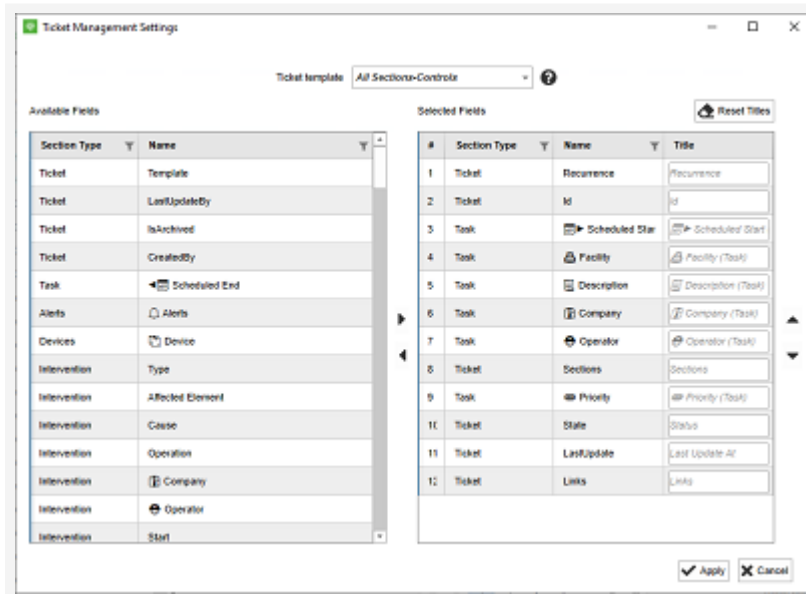 Ticket Management Settings
Ticket template All Sections-Controls
Available Fields
Section Type Name
Ticket Template
Ticket LastUpdateBy
Ticket IsArchived
Ticket CreatedBy
Task Scheduled End
Alerts Alerts
Devices Device
Intervention Type
Intervention Affected Element
Intervention Cause
Intervention Operation
Intervention Company
Intervention Operator
Intervention Start
Selected Fields Reset Titles
# Section Type Name Title
1 Ticket Recurrence Recurrence
2 Ticket Id Id
3 Task Scheduled Star Scheduled Start
4 Task Facility Facility (Task)
5 Task Description Description (Task)
6 Task Company Company (Task)
7 Task Operator Operator (Task)
8 Ticket Sections Sections
9 Task Priority Priority (Task)
Ticket State Status
11 Ticket LastUpdate Last Update At
Ticket Links Links
Apply Cancel